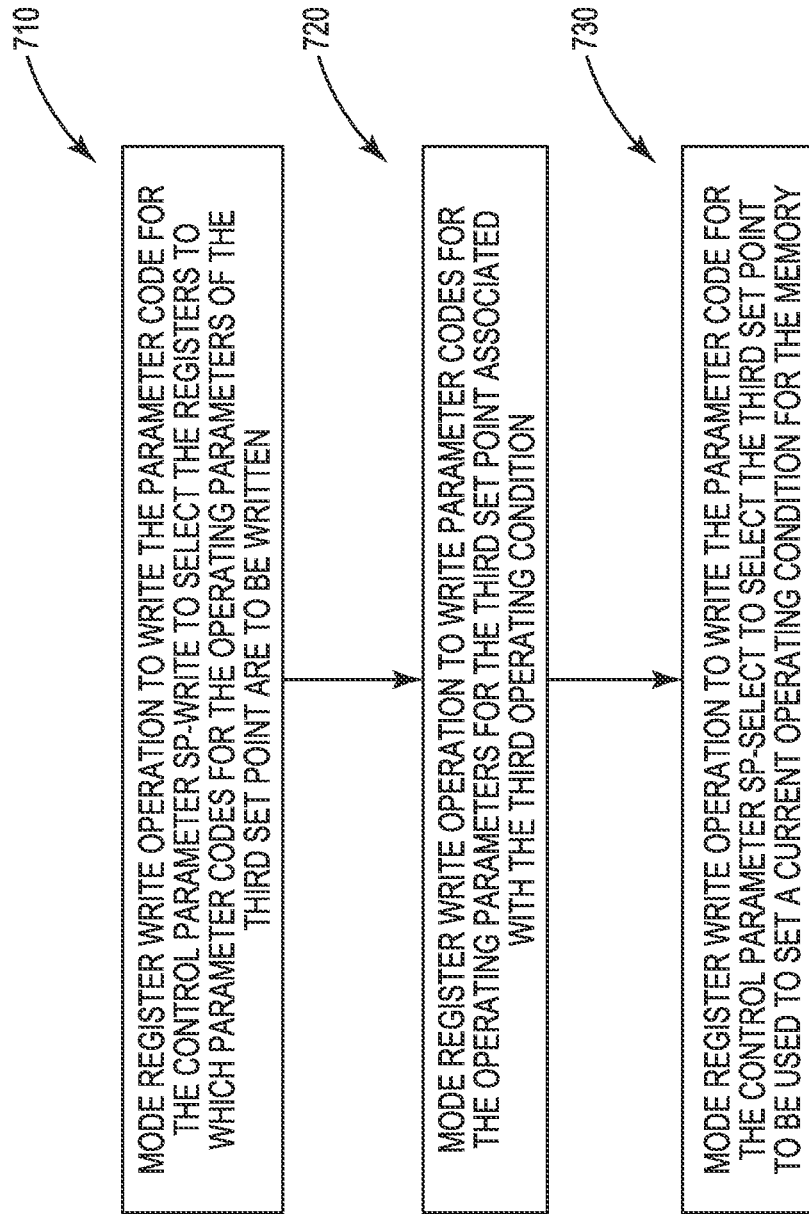 MODE REGISTER WRITE OPERATION TO WRITE THE PARAMETER CODE FOR
THE CONTROL PARAMETER SP-WRITE TO SELECT THE REGISTERS TO
WHICH PARAMETER CODES FOR THE OPERATING PARAMETERS OF THE
THIRD SET POINT ARE TO BE WRITTEN
710
MODE REGISTER WRITE OPERATION TO WRITE PARAMETER CODES FOR
THE OPERATING PARAMETERS FOR THE THIRD SET POINT ASSOCIATED
WITH THE THIRD OPERATING CONDITION
720
MODE REGISTER WRITE OPERATION TO WRITE THE PARAMETER CODE FOR
THE CONTROL PARAMETER SP-SELECT TO SELECT THE THIRD SET POINT
TO BE USED TO SET A CURRENT OPERATING CONDITION FOR THE MEMORY
730